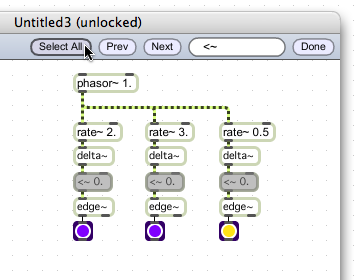 Untitled3 (unlocked)
Select All Prev Next <~ Done
phasor~ 1.
rate~ 2. rate~ 3. rate~ 0.5
delta~ delta~ delta~
<~ 0. <~ 0. <~ 0.
edge~ edge~ edge~